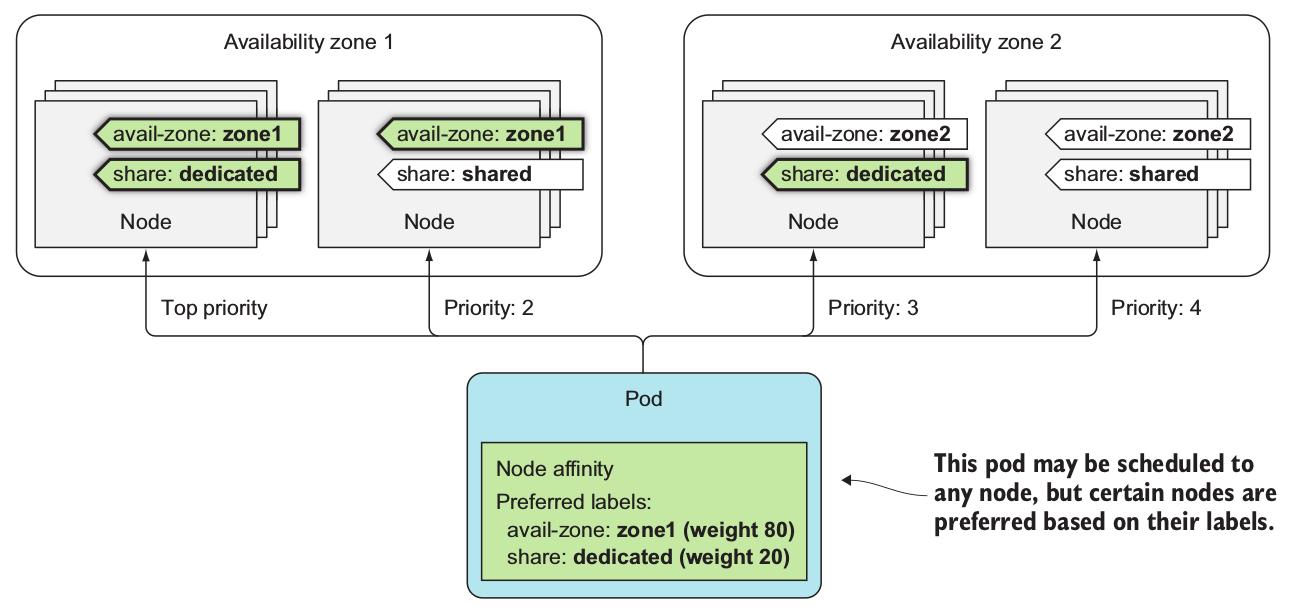 Availability zone 1
avail-zone: zone1
share: dedicated
Node
avail-zone: zone1
share: shared
Node
Availability zone 2
avail-zone: zone2
share: dedicated
Node
avail-zone: zone2
share: shared
Node
Top priority
Priority: 2
Priority: 3
Priority: 4
Pod
Node affinity
Preferred labels:
avail-zone: zone1 (weight 80)
share: dedicated (weight 20)
This pod may be scheduled to
any node, but certain nodes are
preferred based on their labels.